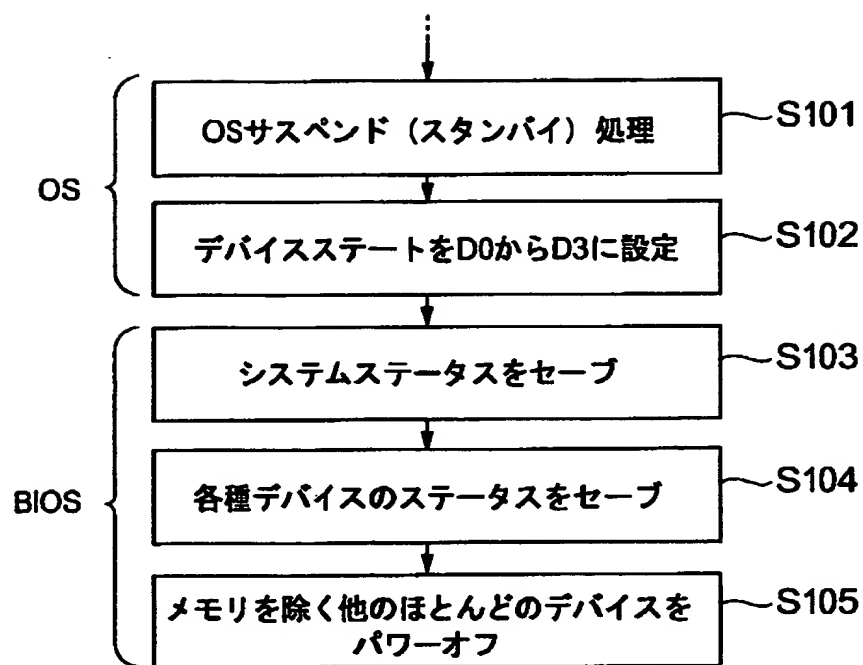 OS
OSサスペンド（スタンバイ）処理
S101
デバイスステートをD0からD3に設定
S102
BIOS
システムステータスをセーブ
S103
各種デバイスのステータスをセーブ
S104
メモリを除く他のほとんどのデバイスを
パワーオフ
S105